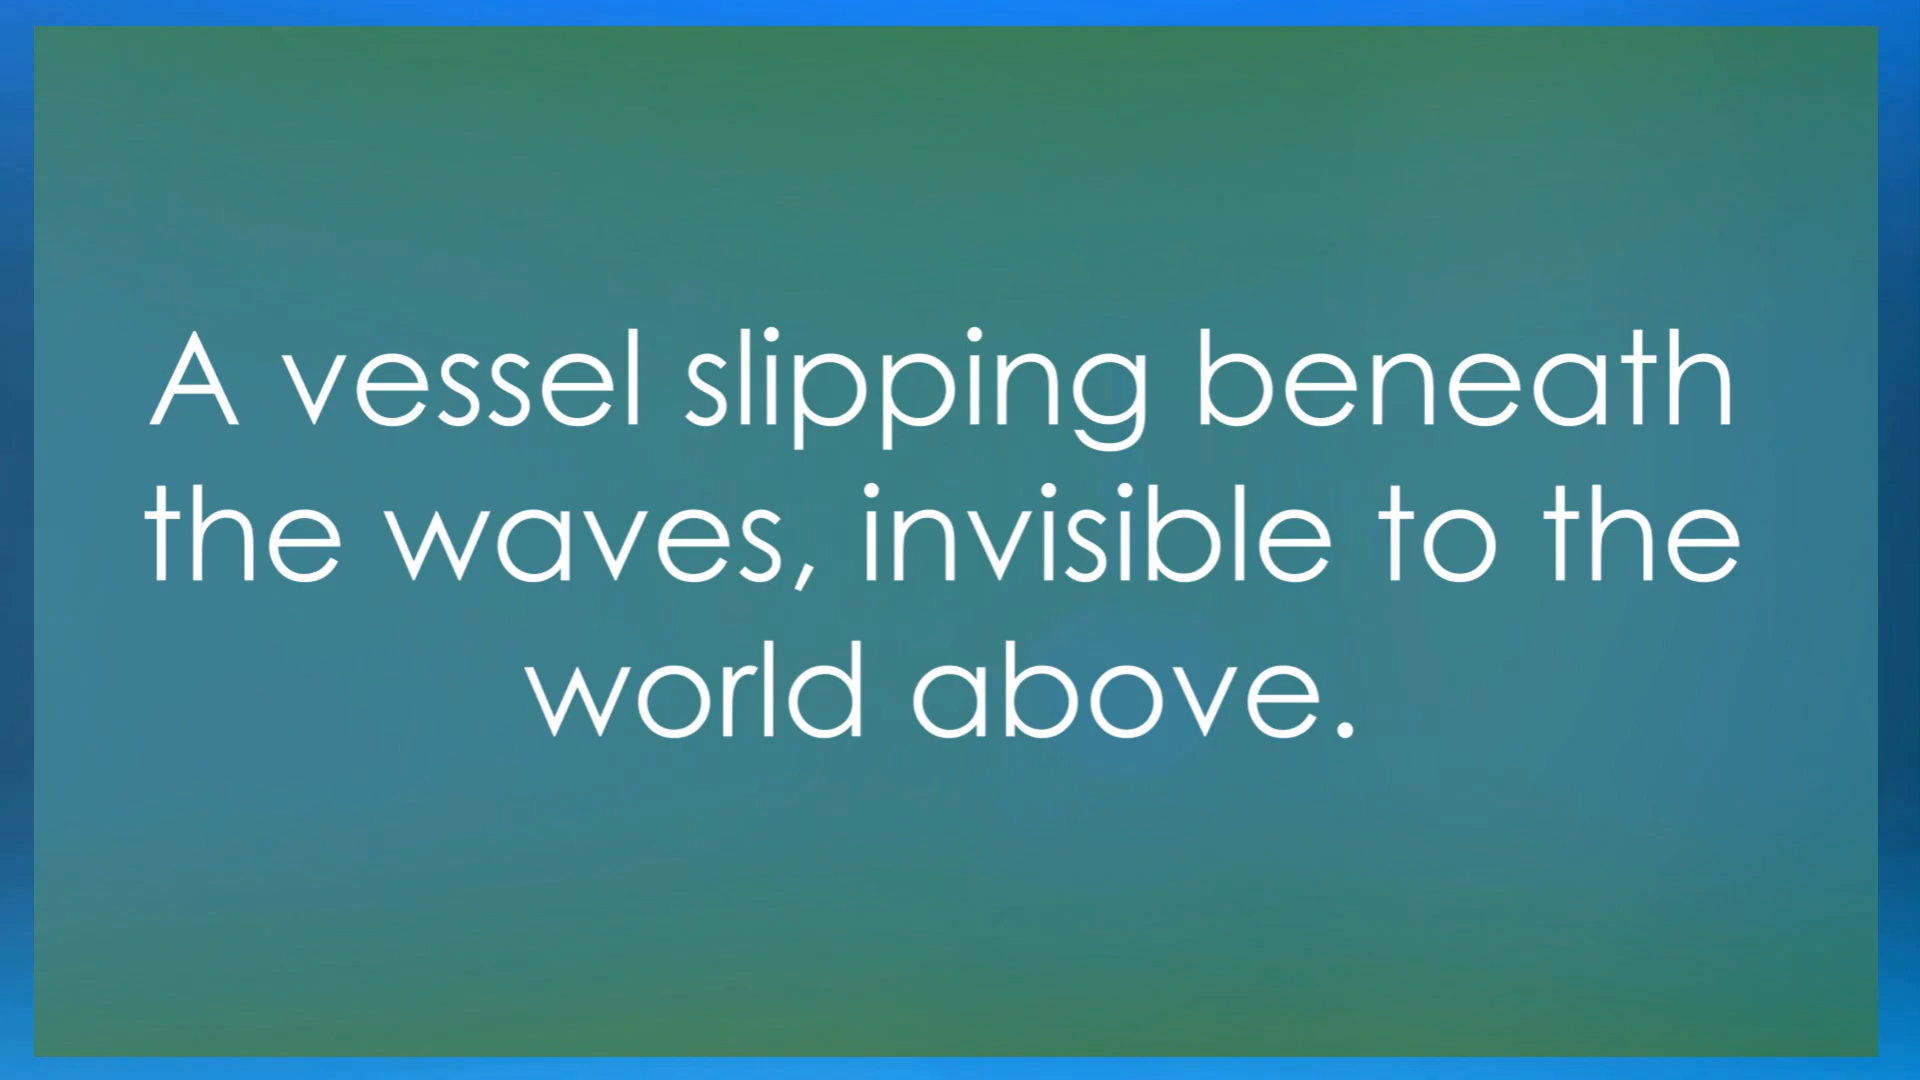 A vessel slipping beneath
the waves, invisible to the
world above.